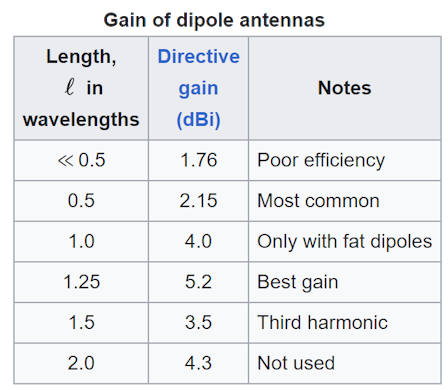 Gain of dipole antennas
Length, ℓ in wavelengths Directive gain (dBi) Notes
≪ 0.5 1.76 Poor efficiency
0.5 2.15 Most common
1.0 4.0 Only with fat dipoles
1.25 5.2 Best gain
1.5 3.5 Third harmonic
2.0 4.3 Not used